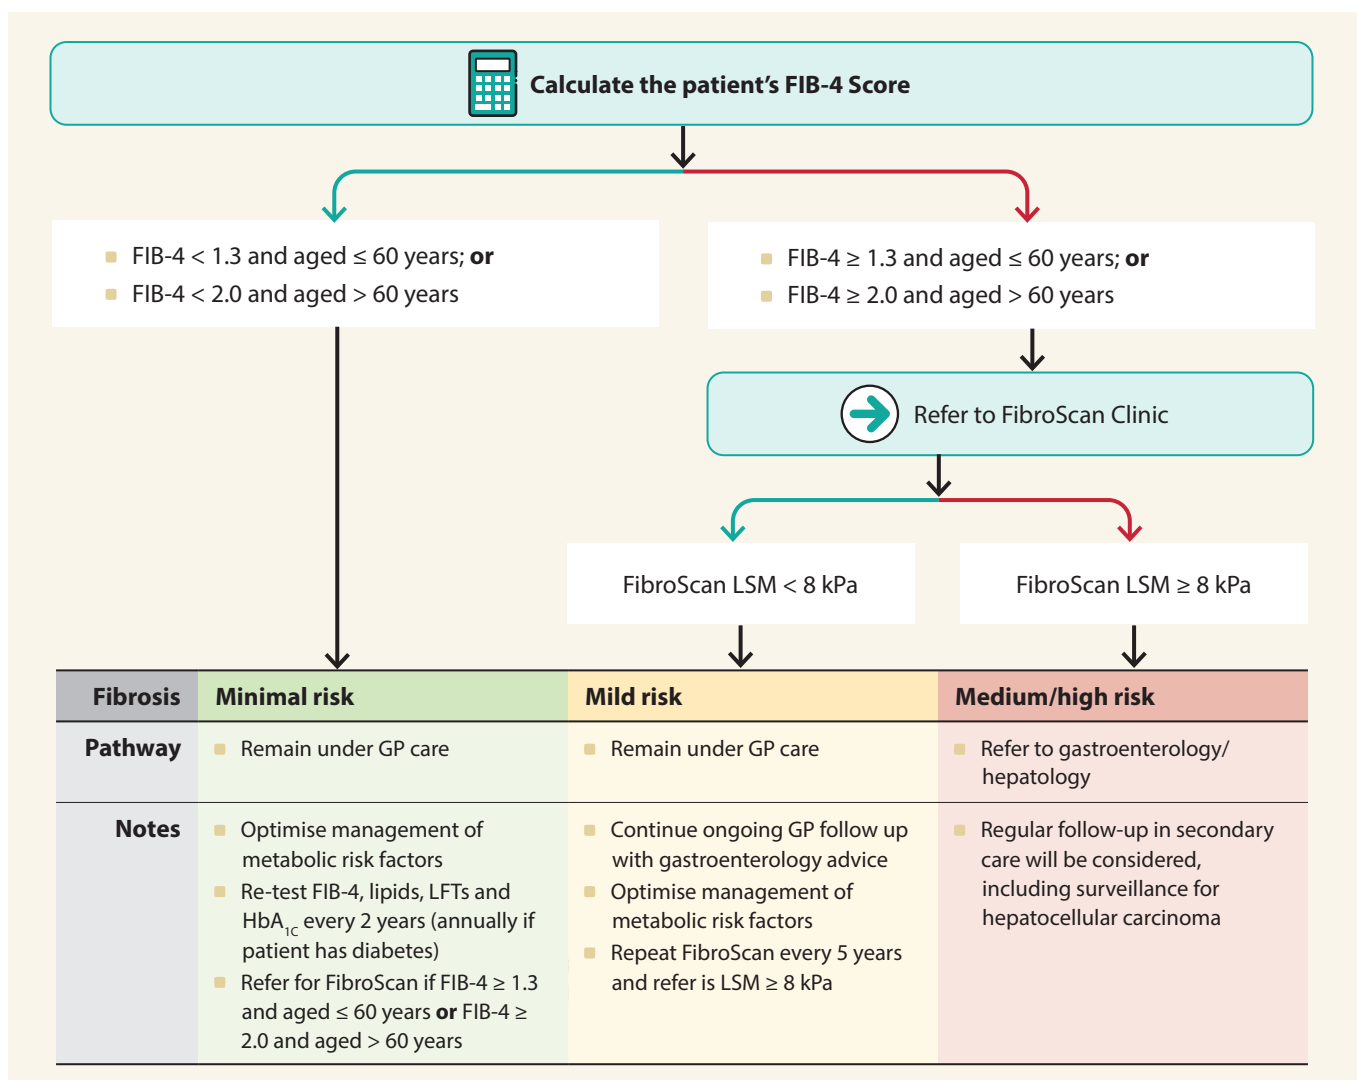 Calculate the patient's FIB-4 Score
FIB-4 < 1.3 and aged ≤ 60 years; or
FIB-4 < 2.0 and aged > 60 years
FIB-4 ≥ 1.3 and aged ≤ 60 years; or
FIB-4 ≥ 2.0 and aged > 60 years
Refer to FibroScan Clinic
FibroScan LSM < 8 kPa
FibroScan LSM ≥ 8 kPa
Fibrosis
Minimal risk
Mild risk
Medium/high risk
Pathway
Remain under GP care
Remain under GP care
Refer to gastroenterology/
hepatology
Notes
Optimise management of
metabolic risk factors
Re-test FIB-4, lipids, LFTs and
HbA1C every 2 years (annually if
patient has diabetes)
Refer for FibroScan if FIB-4 ≥ 1.3
and aged ≤ 60 years or FIB-4 ≥
2.0 and aged > 60 years
Continue ongoing GP follow up
with gastroenterology advice
Optimise management of
metabolic risk factors
Repeat FibroScan every 5 years
and refer is LSM ≥ 8 kPa
Regular follow-up in secondary
care will be considered,
including surveillance for
hepatocellular carcinoma